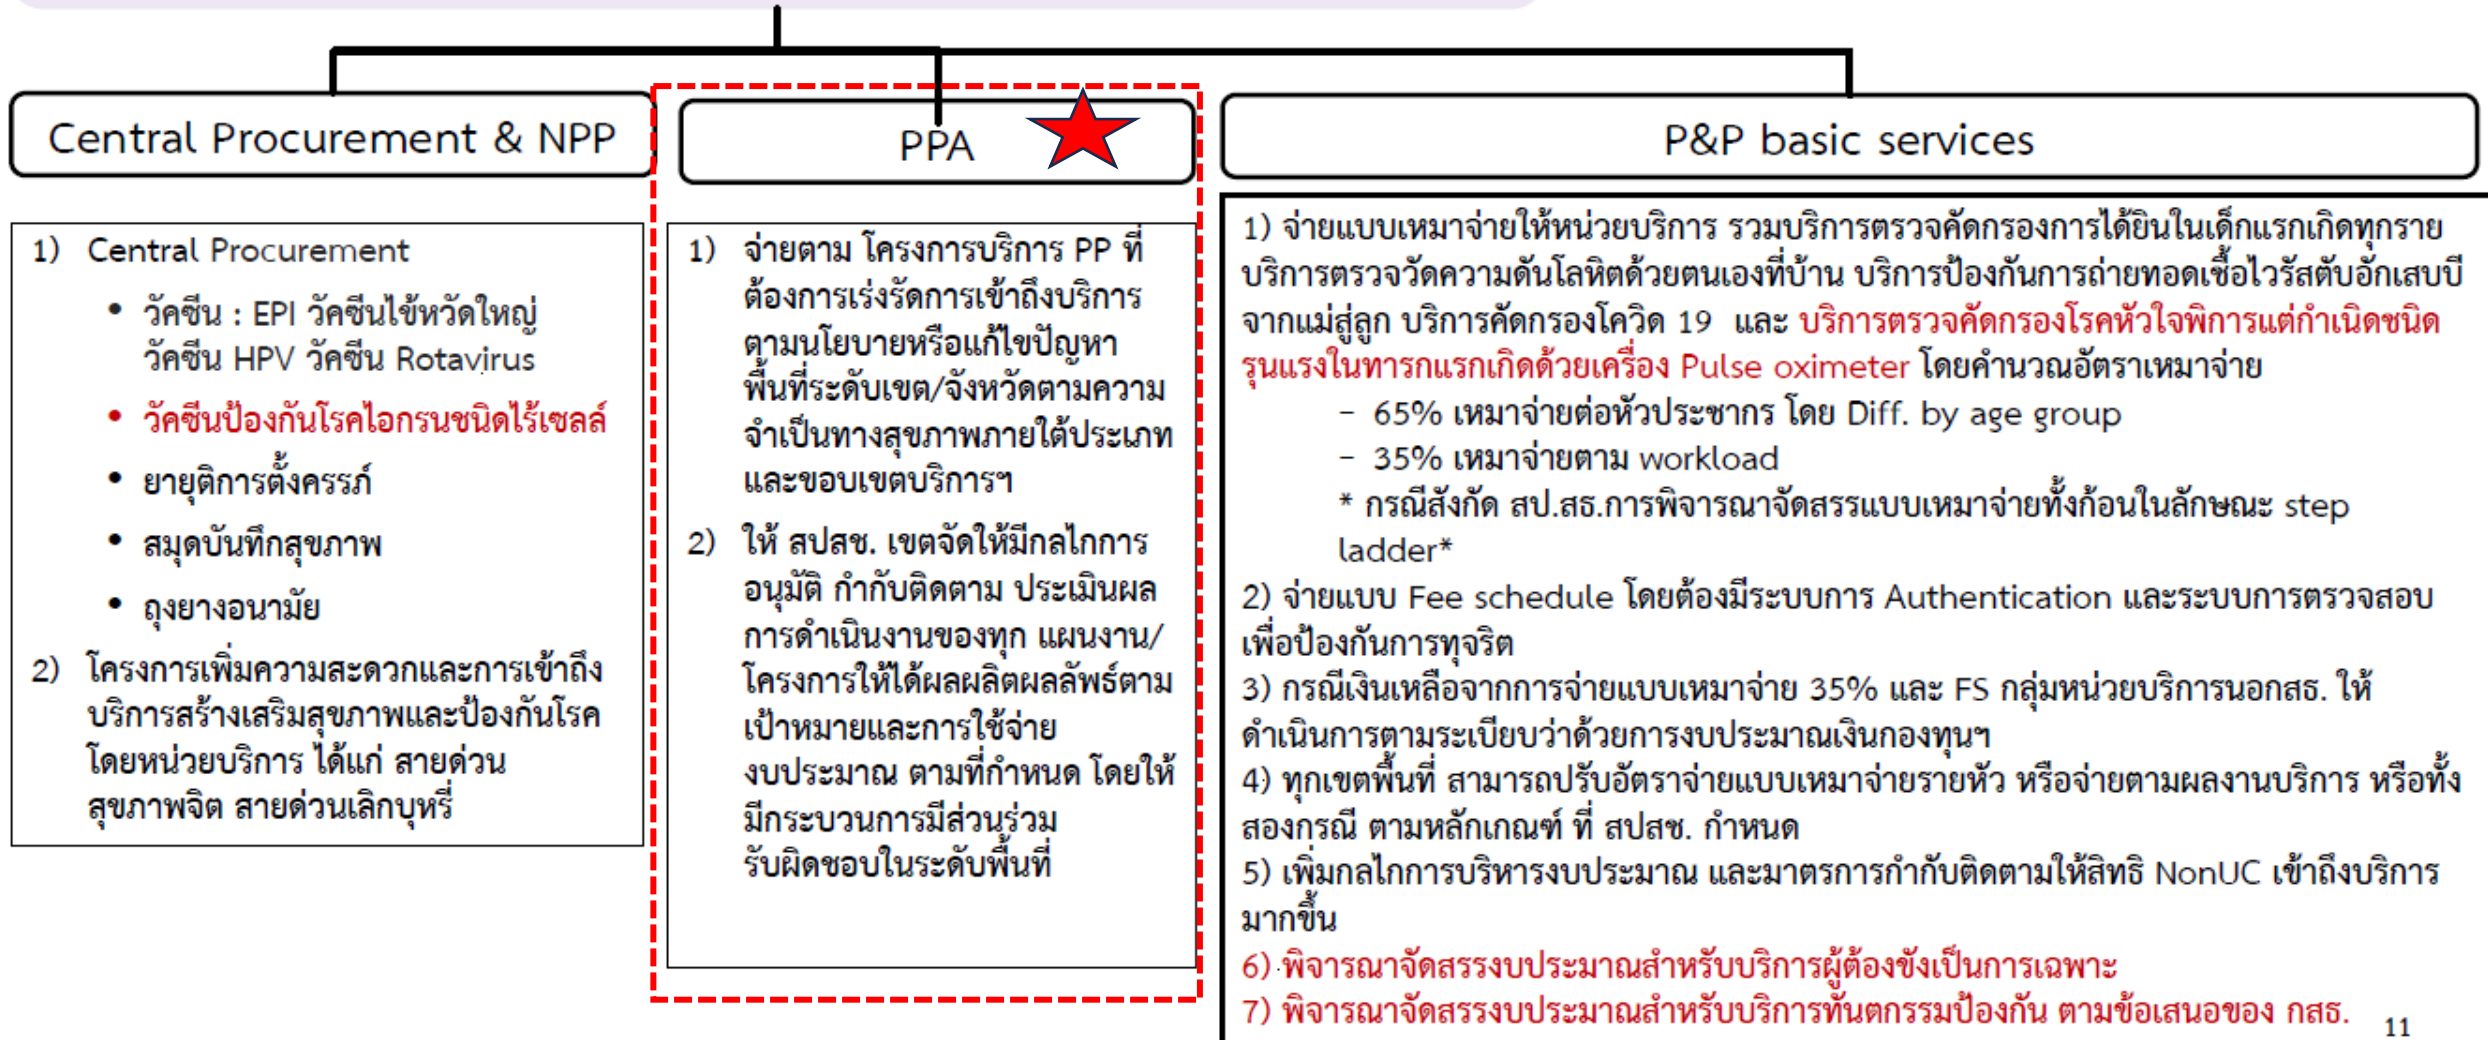 Central Procurement & NPP
1) Central Procurement
• วัคซีน : EPI วัคซีนไข้หวัดใหญ่
วัคซีน HPV วัคซีน Rotavirus
• วัคซีนป้องกันโรคไอกรนชนิดไร้เซลล์
• ยายุติการตั้งครรภ์
• สมุดบันทึกสุขภาพ
• ถุงยางอนามัย
2) โครงการเพิ่มความสะดวกและการเข้าถึง
บริการสร้างเสริมสุขภาพและป้องกันโรค
โดยหน่วยบริการ ได้แก่ สายด่วน
สุขภาพจิต สายด่วนเลิกบุหรี่
PPA
1) จ่ายตาม โครงการบริการ PP ที่
ต้องการเร่งรัดการเข้าถึงบริการ
ตามนโยบายหรือแก้ไขปัญหา
พื้นที่ระดับเขต/จังหวัดตามความ
จำเป็นทางสุขภาพภายใต้ประเภท
และขอบเขตบริการฯ
2) ให้ สปสช. เขตจัดให้มีกลไกการ
อนุมัติ กำกับติดตาม ประเมินผล
การดำเนินงานของทุก แผนงาน/
โครงการให้ได้ผลผลิตผลลัพธ์ตาม
เป้าหมายและการใช้จ่าย
งบประมาณ ตามที่กำหนด โดยให้
มีกระบวนการมีส่วนร่วม
รับผิดชอบในระดับพื้นที่
P&P basic services
1) จ่ายแบบเหมาจ่ายให้หน่วยบริการ รวมบริการตรวจคัดกรองการได้ยินในเด็กแรกเกิดทุกราย
บริการตรวจวัดความดันโลหิตด้วยตนเองที่บ้าน บริการป้องกันการถ่ายทอดเชื้อไวรัสตับอักเสบบี
จากแม่สู่ลูก บริการคัดกรองโควิด 19 และ บริการตรวจคัดกรองโรคหัวใจพิการแต่กำเนิดชนิด
รุนแรงในทารกแรกเกิดด้วยเครื่อง Pulse oximeter โดยคำนวณอัตราเหมาจ่าย
– 65% เหมาจ่ายต่อหัวประชากร โดย Diff. by age group
– 35% เหมาจ่ายตาม workload
* กรณีสังกัด สป.สธ.การพิจารณาจัดสรรแบบเหมาจ่ายทั้งก้อนในลักษณะ step
ladder*
2) จ่ายแบบ Fee schedule โดยต้องมีระบบการ Authentication และระบบการตรวจสอบ
เพื่อป้องกันการทุจริต
3) กรณีเงินเหลือจากการจ่ายแบบเหมาจ่าย 35% และ FS กลุ่มหน่วยบริการนอกสธ. ให้
ดำเนินการตามระเบียบว่าด้วยการงบประมาณเงินกองทุนฯ
4) ทุกเขตพื้นที่ สามารถปรับอัตราจ่ายแบบเหมาจ่ายรายหัว หรือจ่ายตามผลงานบริการ หรือทั้ง
สองกรณี ตามหลักเกณฑ์ ที่ สปสช. กำหนด
5) เพิ่มกลไกการบริหารงบประมาณ และมาตรการกำกับติดตามให้สิทธิ NonUC เข้าถึงบริการ
มากขึ้น
6) พิจารณาจัดสรรงบประมาณสำหรับบริการผู้ต้องขังเป็นการเฉพาะ
7) พิจารณาจัดสรรงบประมาณสำหรับบริการทันตกรรมป้องกัน ตามข้อเสนอของ กสธ.
11